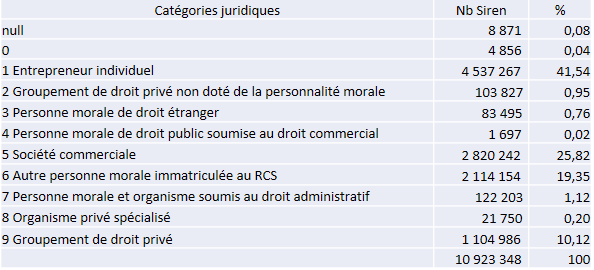 Catégories juridiques Nb Siren %
null 8 871 0,08
0 4 856 0,04
1 Entrepreneur individuel 4 537 267 41,54
2 Groupement de droit privé non doté de la personnalité morale 103 827 0,95
3 Personne morale de droit étranger 83 495 0,76
4 Personne morale de droit public soumise au droit commercial 1 697 0,02
5 Société commerciale 2 820 242 25,82
6 Autre personne morale immatriculée au RCS 2 114 154 19,35
7 Personne morale et organisme soumis au droit administratif 122 203 1,12
8 Organisme privé spécialisé 21 750 0,20
9 Groupement de droit privé 1 104 986 10,12
10 923 348 100